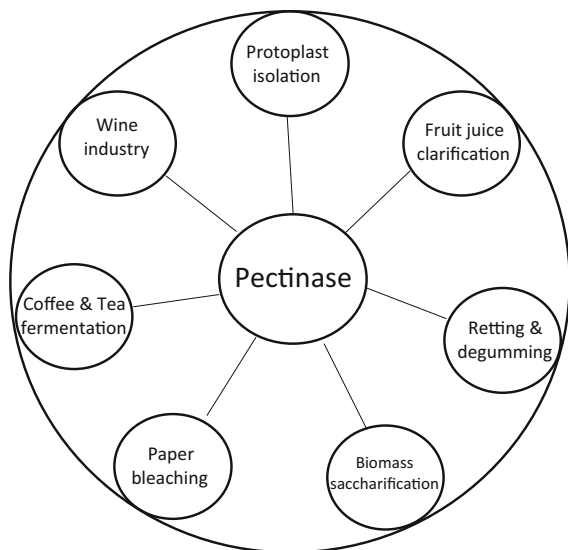 Protoplast
isolation
Wine
industry
Fruit juice
clarification
Pectinase
Coffee & Tea
fermentation
Retting &
degumming
Paper
bleaching
Biomass
saccharification